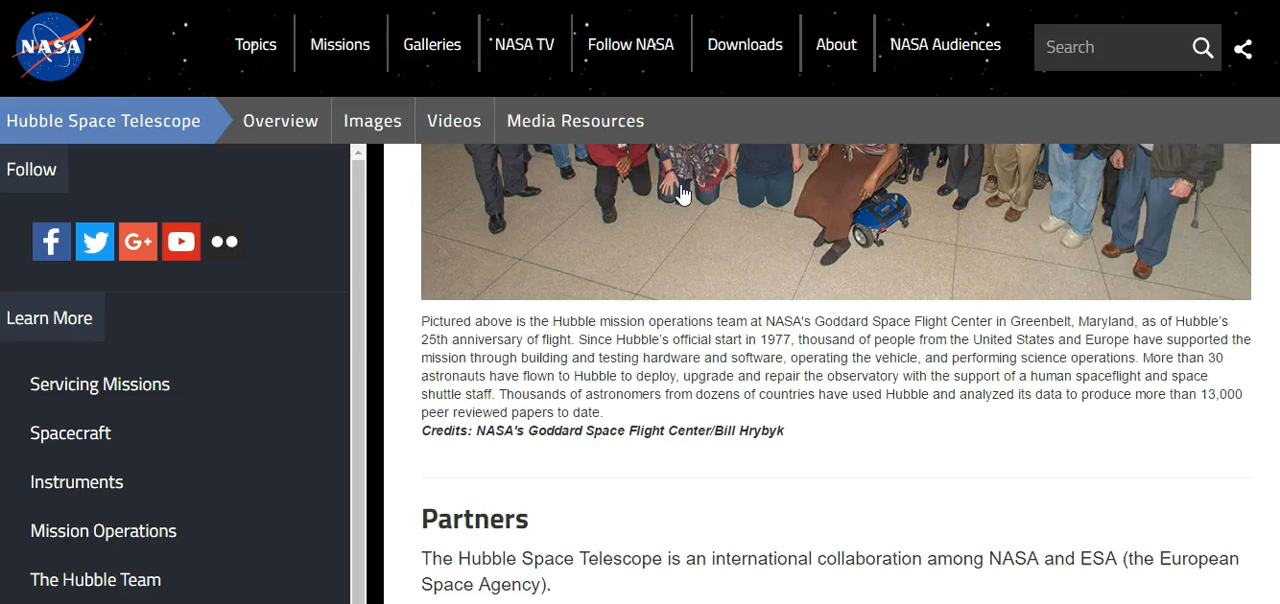 NASA
Topics
Missions
Galleries
NASA TV
Follow NASA
Downloads
About
NASA Audiences
Search
Hubble Space Telescope
Overview
Images
Videos
Media Resources
Follow
f
G+
Learn More
Servicing Missions
Spacecraft
Instruments
Mission Operations
The Hubble Team
Pictured above is the Hubble mission operations team at NASA's Goddard Space Flight Center in Greenbelt, Maryland, as of Hubble's
25th anniversary of flight. Since Hubble's official start in 1977, thousand of people from the United States and Europe have supported the
mission through building and testing hardware and software, operating the vehicle, and performing science operations. More than 30
astronauts have flown to Hubble to deploy, upgrade and repair the observatory with the support of a human spaceflight and space
shuttle staff. Thousands of astronomers from dozens of countries have used Hubble and analyzed its data to produce more than 13,000
peer reviewed papers to date.
Credits: NASA's Goddard Space Flight Center/Bill Hrybyk
Partners
The Hubble Space Telescope is an international collaboration among NASA and ESA (the European
Space Agency).